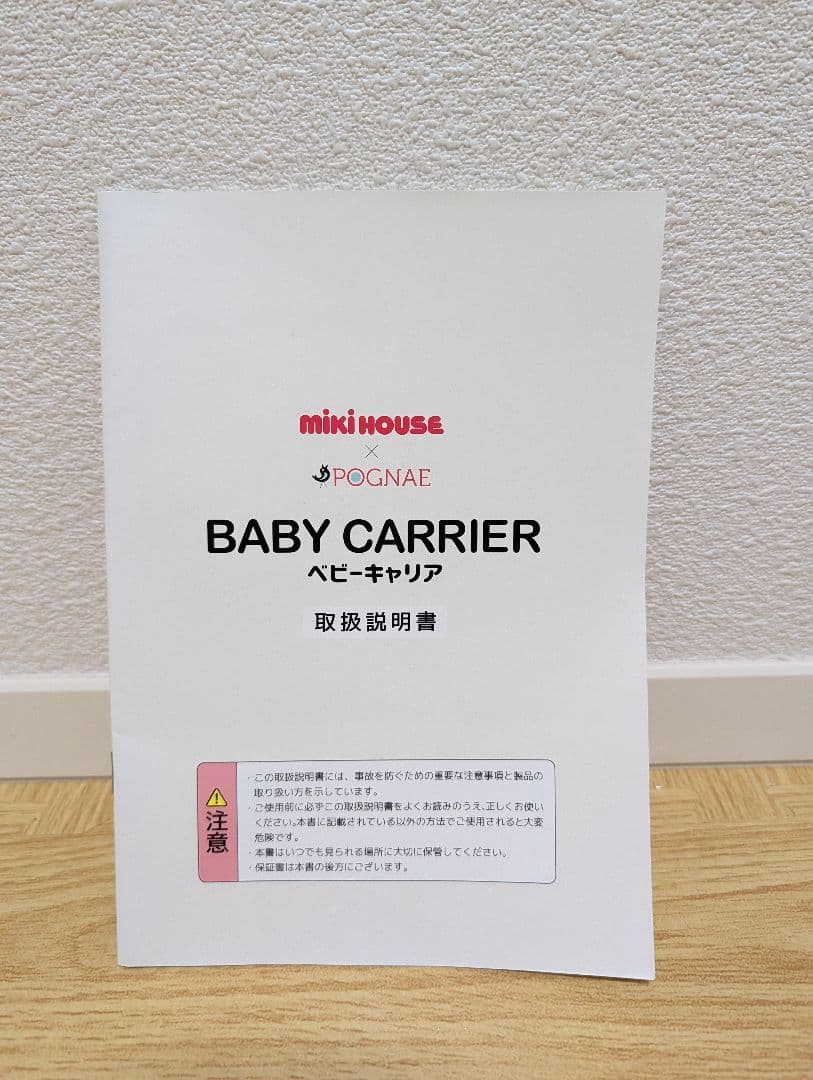 mikiHOUSE
×
POGNAE
BABY CARRIER
ベビーキャリア
取扱説明書
注意
・この取扱説明書には、事故を防ぐための重要な注意事項と製品の
取り扱い方を示しています。
・ご使用前に必ずこの取扱説明書をよくお読みのうえ、正しくお使い
ください。本書に記載されている以外の方法でご使用されると大変
危険です。
・本書はいつでも見られる場所に大切に保管してください。
・保証書は本書の後方にございます。